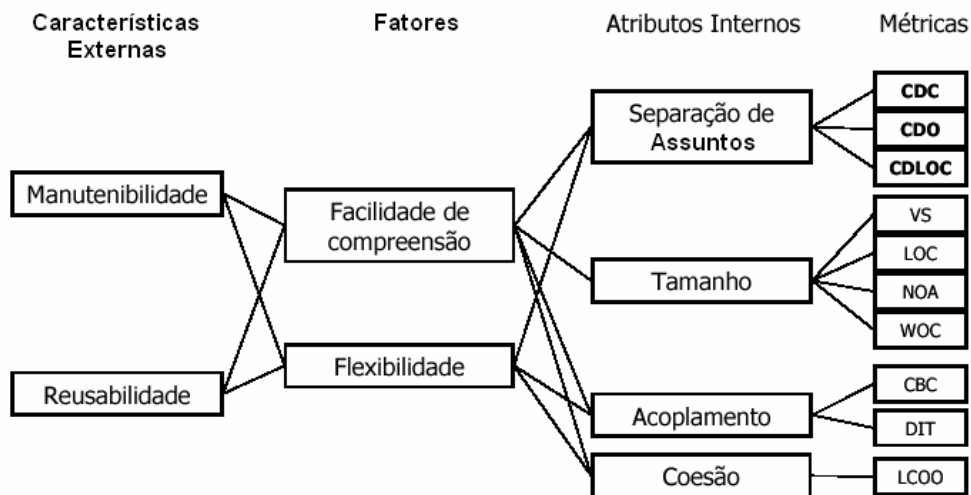 Características
Externas
Fatores
Atributos Internos
Métricas
Manutenibilidade
Reusabilidade
Facilidade de
compreensão
Flexibilidade
Separação de
Assuntos
Tamanho
Acoplamento
Coesão
CDC
CDO
CDLOC
VS
LOC
NOA
WOC
CBC
DIT
LCOO